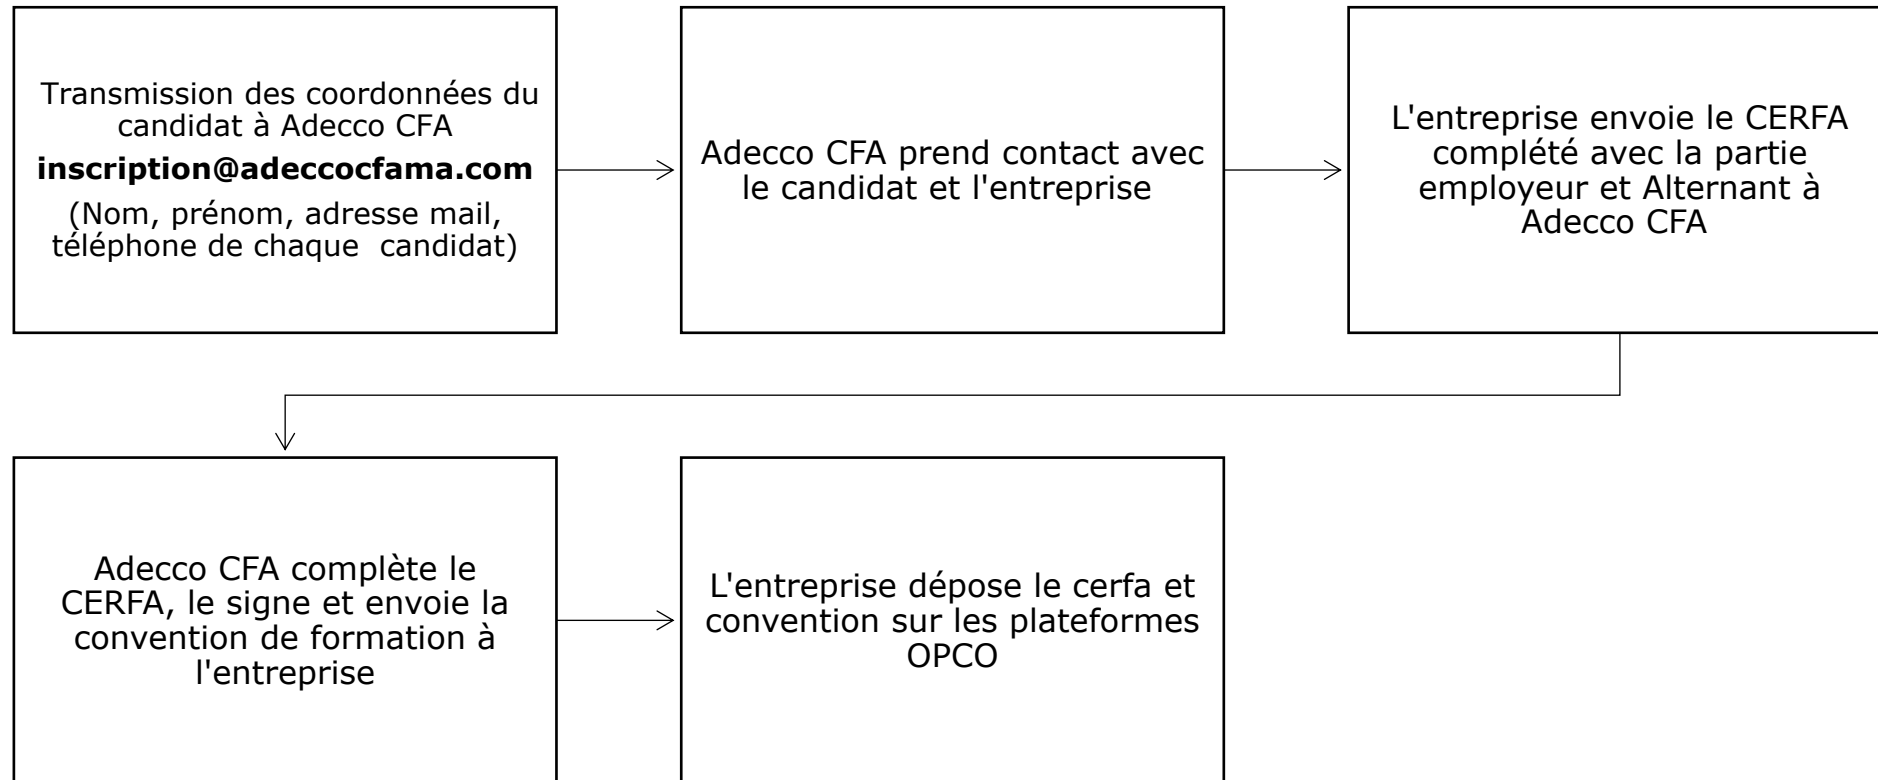 Transmission des coordonnées du
candidat à Adecco CFA
inscription@adeccocfama.com
(Nom, prénom, adresse mail,
téléphone de chaque  candidat)
Adecco CFA prend contact avec
le candidat et l'entreprise
L'entreprise envoie le CERFA
complété avec la partie
employeur et Alternant à
Adecco CFA
Adecco CFA complète le
CERFA, le signe et envoie la
convention de formation à
l'entreprise
L'entreprise dépose le cerfa et
convention sur les plateformes
OPCO